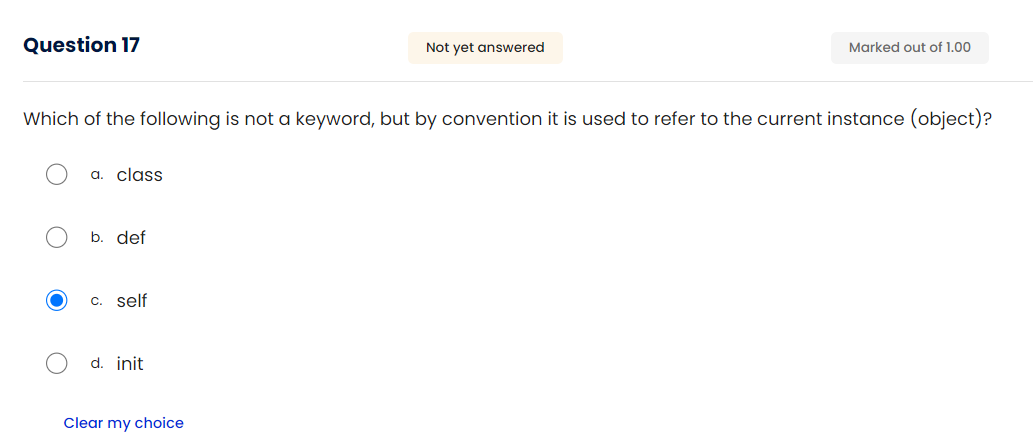 Question 17
Not yet answered
Marked out of 1.00
Which of the following is not a keyword, but by convention it is used to refer to the current instance (object)?
a. class
b. def
c. self
d. init
Clear my choice